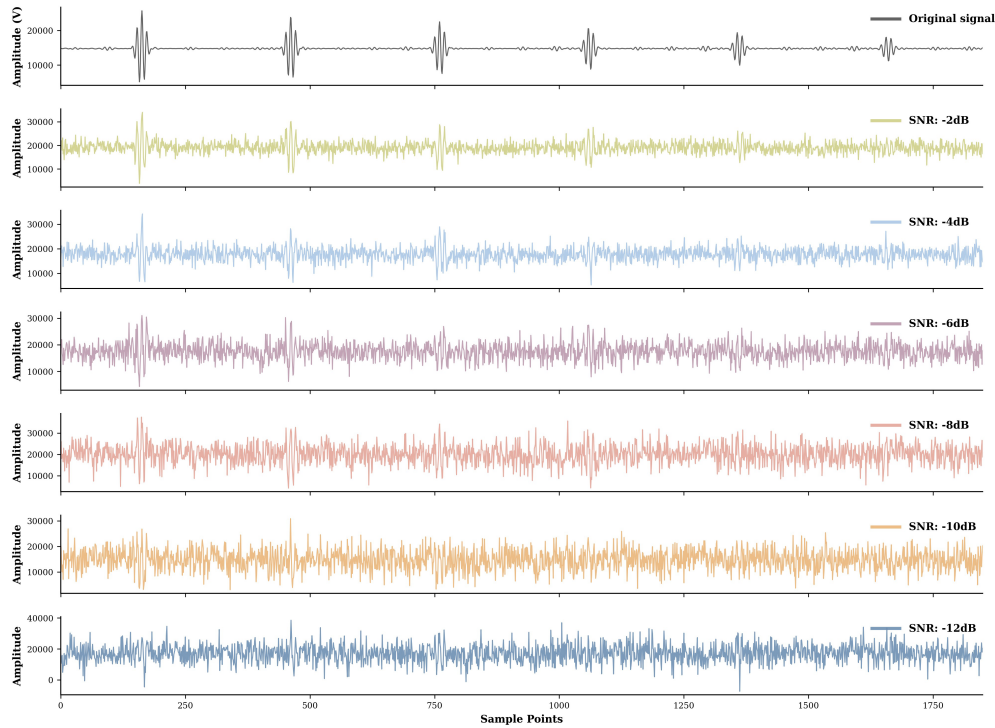 Amplitude (V)
20000
10000
Original signal
Amplitude
30000
20000
10000
SNR: -2dB
Amplitude
30000
20000
10000
SNR: -4dB
Amplitude
30000
20000
10000
SNR: -6dB
Amplitude
30000
20000
10000
SNR: -8dB
Amplitude
30000
20000
10000
SNR: -10dB
Amplitude
40000
20000
0
SNR: -12dB
0 250 500 750 1000 1250 1500 1750
Sample Points